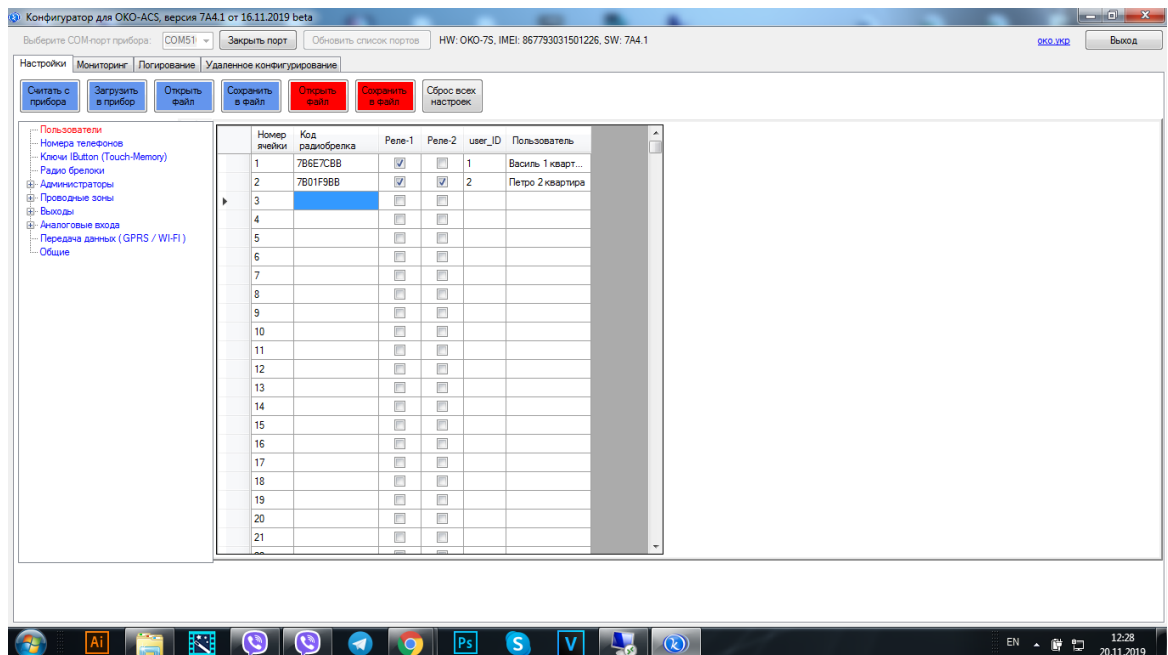 Конфигуратор для ОКО-ACS, версия 7A4.1 от 16.11.2019 beta
Выберите COM-порт прибора: COM51 Закрыть порт Обновить список портов HW: OKO-7S, IMEI: 867793031501226, SW: 7A4.1 око.укр Выход
Настройки Мониторинг Логирование Удаленное конфигурирование
Считать с прибора
Загрузить в прибор
Открыть файл
Сохранить в файл
Открыть файл
Сохранить в файл
Сброс всех настроек
Пользователи
Номера телефонов
Ключи IButton (Touch-Memory)
Радио брелоки
Администраторы
Проводные зоны
Выходы
Аналоговые входа
Передача данных ( GPRS / WI-FI )
Общие
Номер ячейки Код радиобрелка Реле-1 Реле-2 user_ID Пользователь
1 7B6E7CBB 1 Василь 1 кварт...
2 7B01F9BB 2 Петро 2 квартира
3
4
5
6
7
8
9
10
11
12
13
14
15
16
17
18
19
20
21
Ai Ps S V EN 12:28
20.11.2019